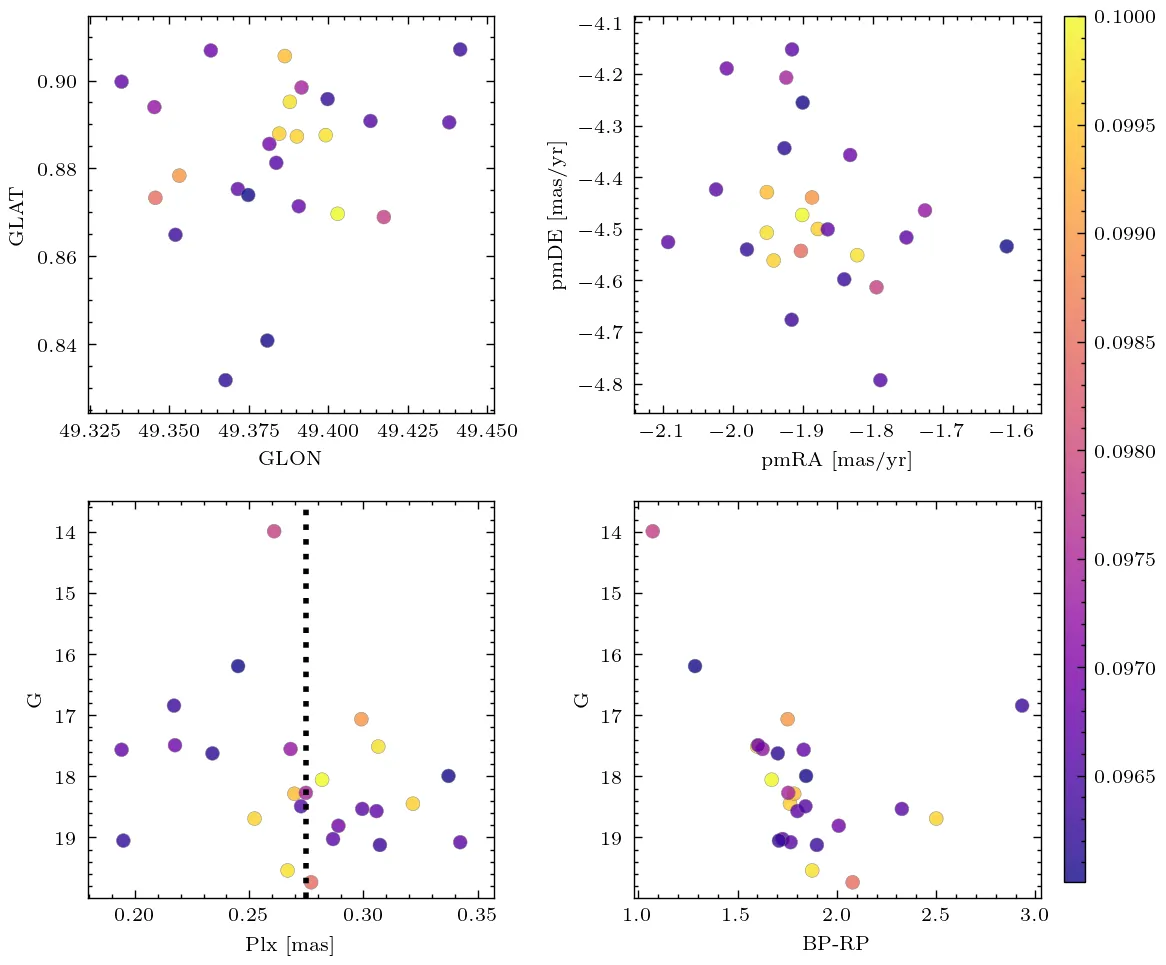 0.90
0.88
0.86
0.84
GLAT
49.325 49.350 49.375 49.400 49.425 49.450
GLON
−4.1
−4.2
−4.3
−4.4
−4.5
−4.6
−4.7
−4.8
pmDE [mas/yr]
−2.1 −2.0 −1.9 −1.8 −1.7 −1.6
pmRA [mas/yr]
0.1000
0.0995
0.0990
0.0985
0.0980
0.0975
0.0970
0.0965
14
15
16
17
18
19
G
0.20 0.25 0.30 0.35
Plx [mas]
14
15
16
17
18
19
G
1.0 1.5 2.0 2.5 3.0
BP-RP